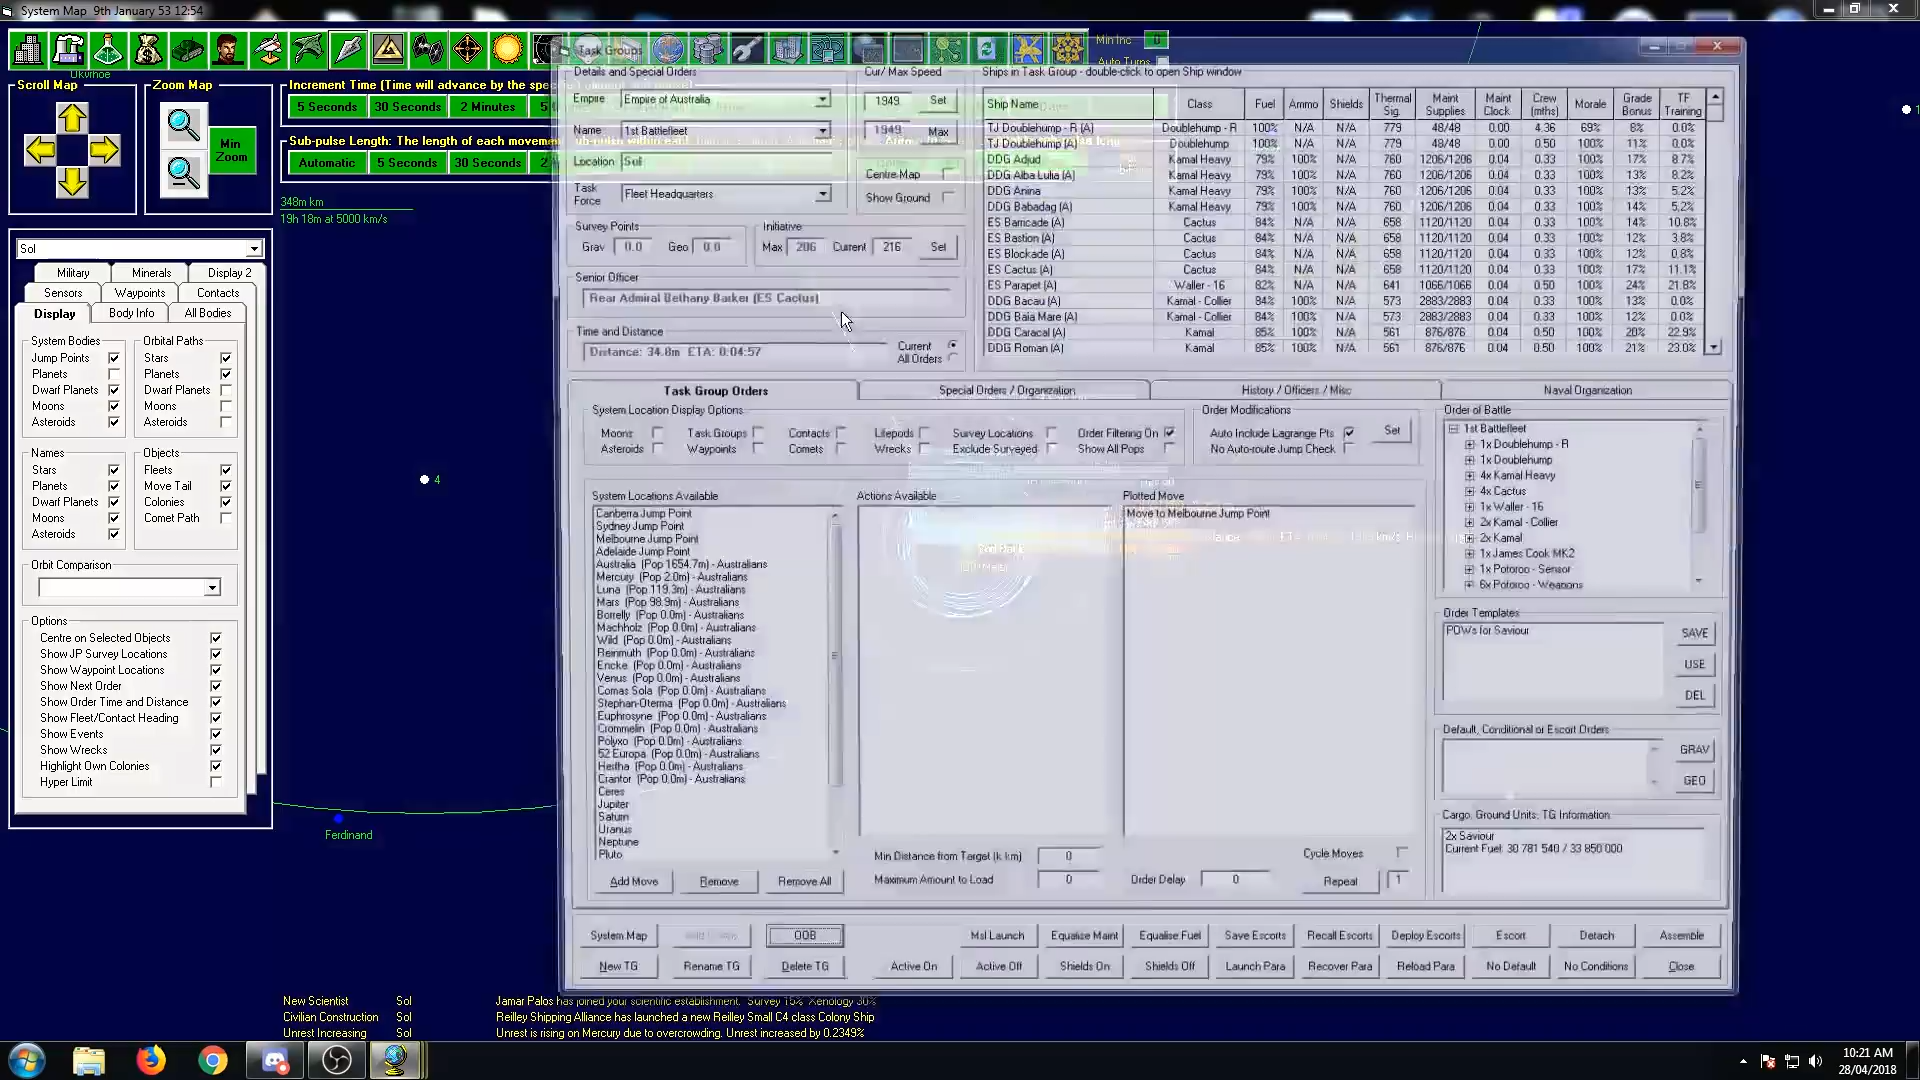 System Map 9th January 53 12:54
Scroll Map
Zoom Map
Min Zoom
Increment Time (Time will advance by the spe
5 Seconds
30 Seconds
2 Minutes
Sub-pulse Length: The length of each movemen
Automatic
5 Seconds
30 Seconds
348m km
19h 18m at 5000 km/s
Min Inc
Auto Turns
Sol
Military
Minerals
Display 2
Sensors
Waypoints
Contacts
Display
Body Info
All Bodies
System Bodies
Jump Points
Planets
Dwarf Planets
Moons
Asteroids
Orbital Paths
Stars
Planets
Dwarf Planets
Moons
Asteroids
Names
Stars
Planets
Dwarf Planets
Moons
Asteroids
Objects
Fleets
Move Tail
Colonies
Comet Path
Orbit Comparison
Options
Centre on Selected Objects
Show JP Survey Locations
Show Waypoint Locations
Show Next Order
Show Order Time and Distance
Show Fleet/Contact Heading
Show Events
Show Wrecks
Highlight Own Colonies
Hyper Limit
4
Ferdinand
Task Groups
Details and Special Orders
Empire Empire of Australia
Name 1st Battlefleet
Location Sol
Task Force Fleet Headquarters
Cur/ Max Speed
1949 Set
1949 Max
Centre Map
Show Ground
Survey Points
Grav 0.0 Geo 0.0
Initiative
Max 206 Current 216 Set
Senior Officer
Rear Admiral Bethany Barker (ES Cactus)
Time and Distance
Distance: 34.8m ETA: 0:04:57
Current
All Orders
Ships in Task Group - double-click to open Ship window
Ship Name Class Fuel Ammo Shields Thermal Sig. Maint Supplies Maint Clock Crew (mths) Morale Grade Bonus TF Training
TJ Doublehump - R (A) Doublehump - R 100% N/A N/A 779 48/48 0.00 4.36 69% 8% 0.0%
TJ Doublehump (A) Doublehump 100% N/A N/A 779 48/48 0.00 0.50 100% 11% 0.0%
DDG Adjud Kamal Heavy 79% 100% N/A 760 1206/1206 0.04 0.33 100% 17% 8.7%
DDG Alba Lulia (A) Kamal Heavy 79% 100% N/A 760 1206/1206 0.04 0.33 100% 13% 8.2%
DDG Anina Kamal Heavy 79% 100% N/A 760 1206/1206 0.04 0.33 100% 13% 5.2%
DDG Babadag (A) Kamal Heavy 79% 100% N/A 760 1206/1206 0.04 0.33 100% 14% 5.2%
ES Barricade (A) Cactus 84% N/A N/A 658 1120/1120 0.04 0.33 100% 14% 10.8%
ES Bastion (A) Cactus 84% N/A N/A 658 1120/1120 0.04 0.33 100% 12% 3.8%
ES Blockade (A) Cactus 84% N/A N/A 658 1120/1120 0.04 0.33 100% 12% 0.8%
ES Cactus (A) Cactus 84% N/A N/A 658 1120/1120 0.04 0.33 100% 17% 11.1%
ES Parapet (A) Waller - 16 82% N/A N/A 641 1066/1066 0.04 0.33 100% 24% 21.8%
DDG Bacau (A) Kamal - Collier 84% 100% N/A 573 2883/2883 0.04 0.33 100% 13% 0.0%
DDG Baia Mare (A) Kamal - Collier 84% 100% N/A 573 2883/2883 0.04 0.33 100% 12% 0.0%
DDG Caracal (A) Kamal 85% 100% N/A 561 876/876 0.04 0.50 100% 20% 22.9%
DDG Roman (A) Kamal 85% 100% N/A 561 876/876 0.04 0.50 100% 21% 23.0%
Task Group Orders
Special Orders / Organization
History / Officers / Misc
Naval Organization
System Location Display Options
Moons Task Groups Contacts Lifepods Survey Locations Order Filtering On
Asteroids Waypoints Comets Wrecks Exclude Surveyed Show All Pops
Order Modifications
Auto Include Lagrange Pts
No Auto-route Jump Check
Set
Order of Battle
1st Battlefleet
1x Doublehump - R
1x Doublehump
4x Kamal Heavy
4x Cactus
1x Waller - 16
2x Kamal - Collier
2x Kamal
1x James Cook MK2
1x Potoroo - Sensor
6x Potoroo - Weapons
System Locations Available
Canberra Jump Point
Sydney Jump Point
Melbourne Jump Point
Adelaide Jump Point
Australia (Pop 1654.7m) - Australians
Mercury (Pop 2.0m) - Australians
Luna (Pop 119.3m) - Australians
Mars (Pop 98.9m) - Australians
Borrelly (Pop 0.0m) - Australians
Machholz (Pop 0.0m) - Australians
Wild (Pop 0.0m) - Australians
Reinmuth (Pop 0.0m) - Australians
Encke (Pop 0.0m) - Australians
Venus (Pop 0.0m) - Australians
Comas Sola (Pop 0.0m) - Australians
Stephan-Oterma (Pop 0.0m) - Australians
Euphrosyne (Pop 0.0m) - Australians
Crommelin (Pop 0.0m) - Australians
Polyxo (Pop 0.0m) - Australians
52 Europa (Pop 0.0m) - Australians
Hertha (Pop 0.0m) - Australians
Crantor (Pop 0.0m) - Australians
Ceres
Jupiter
Saturn
Uranus
Neptune
Pluto
Actions Available
Plotted Move
Move to Melbourne Jump Point
Order Templates
POWs for Saviour
SAVE
USE
DEL
Default, Conditional or Escort Orders
GRAV
GEO
Cargo, Ground Units, TG Information
2x Saviour
Current Fuel: 30 781 540 / 33 850 000
Min Distance from Target (k km) 0
Maximum Amount to Load 0
Order Delay 0
Cycle Moves
Repeat 1
Add Move
Remove
Remove All
System Map
OOB
Msl Launch
Equalise Maint
Equalise Fuel
Save Escorts
Recall Escorts
Deploy Escorts
Escort
Detach
Assemble
New TG
Rename TG
Delete TG
Active On
Active Off
Shields On
Shields Off
Launch Para
Recover Para
Reload Para
No Default
No Conditions
Close
New Scientist Sol Jamar Palos has joined your scientific establishment. Survey 15% Xenology 30%
Civilian Construction Sol Reilley Shipping Alliance has launched a new Reilley Small C4 class Colony Ship
Unrest Increasing Sol Unrest is rising on Mercury due to overcrowding. Unrest increased by 0.2349%
10:21 AM
28/04/2018